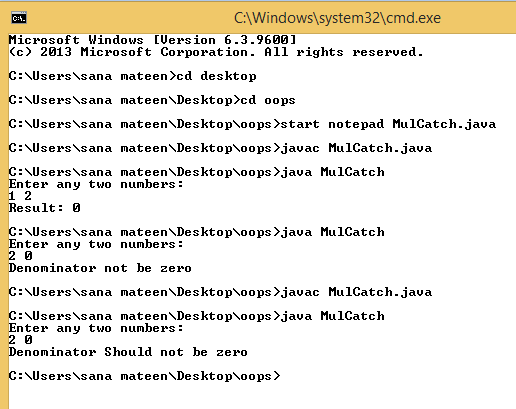 C:\Windows\system32\cmd.exe
Microsoft Windows [Version 6.3.9600]
(c) 2013 Microsoft Corporation. All rights reserved.
C:\Users\sana mateen>cd desktop
C:\Users\sana mateen\Desktop>cd oops
C:\Users\sana mateen\Desktop\oops>start notepad MulCatch.java
C:\Users\sana mateen\Desktop\oops>javac MulCatch.java
C:\Users\sana mateen\Desktop\oops>java MulCatch
Enter any two numbers:
1 2
Result: 0
C:\Users\sana mateen\Desktop\oops>java MulCatch
Enter any two numbers:
2 0
Denominator not be zero
C:\Users\sana mateen\Desktop\oops>javac MulCatch.java
C:\Users\sana mateen\Desktop\oops>java MulCatch
Enter any two numbers:
2 0
Denominator Should not be zero
C:\Users\sana mateen\Desktop\oops>